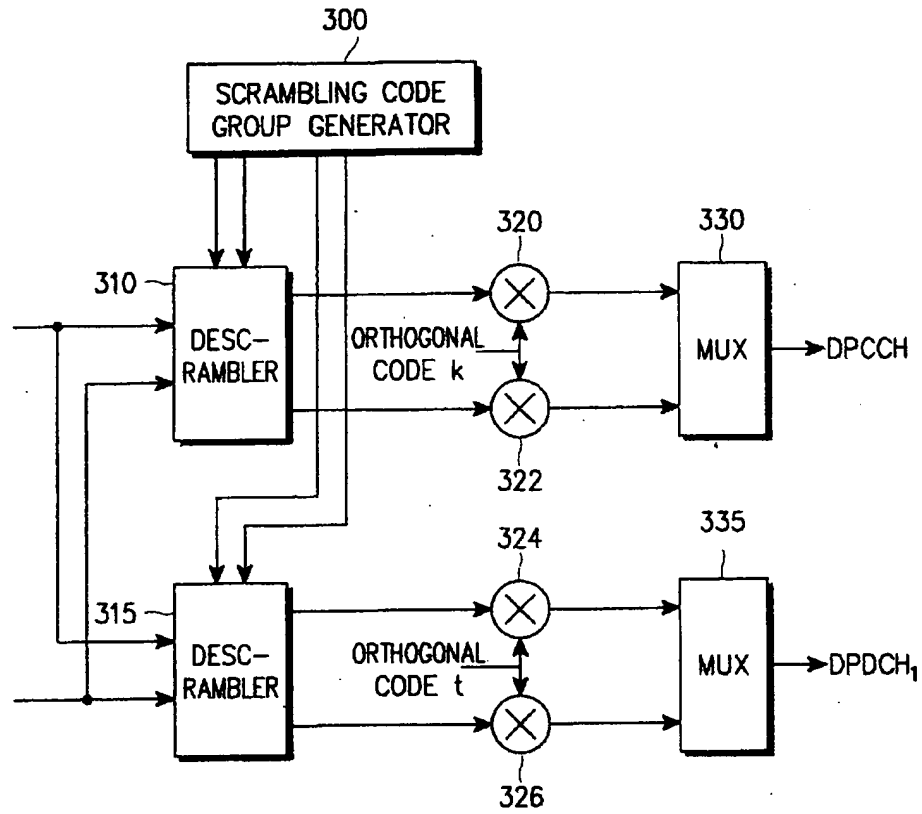 300
SCRAMBLING CODE
GROUP GENERATOR
320
330
310
DESC-
RAMBLER
ORTHOGONAL
CODE k
MUX
DPCCH
322
324
335
315
DESC-
RAMBLER
ORTHOGONAL
CODE t
MUX
DPDCH₁
326